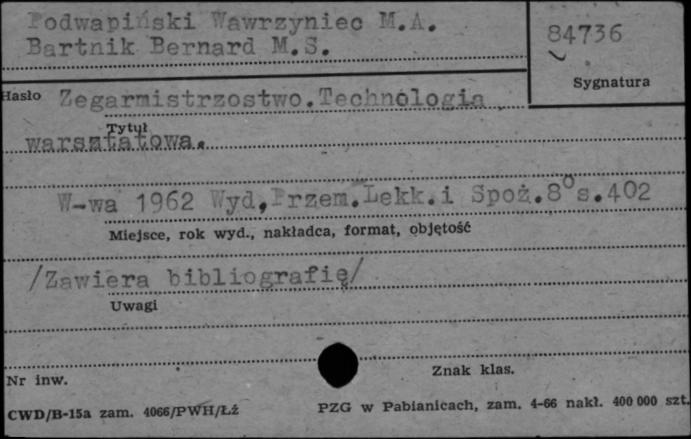 Podwapiński Wawrzyniec M.A.
Bartnik Bernard M.S.
84736
Sygnatura
Hasło
Zegarmistrzostwo.Technologia
Tytuł
warsztatowa.
W-wa 1962 Wyd,Przem.Lekk.i Spoż.8° s.402
Miejsce, rok wyd., nakładca, format, objętość
/Zawiera bibliografię/
Uwagi
Nr inw.
Znak klas.
CWD/B-15a zam. 4066/PWH/Łź
PZG w Pabianicach, zam. 4-66 nakł. 400 000 szt.